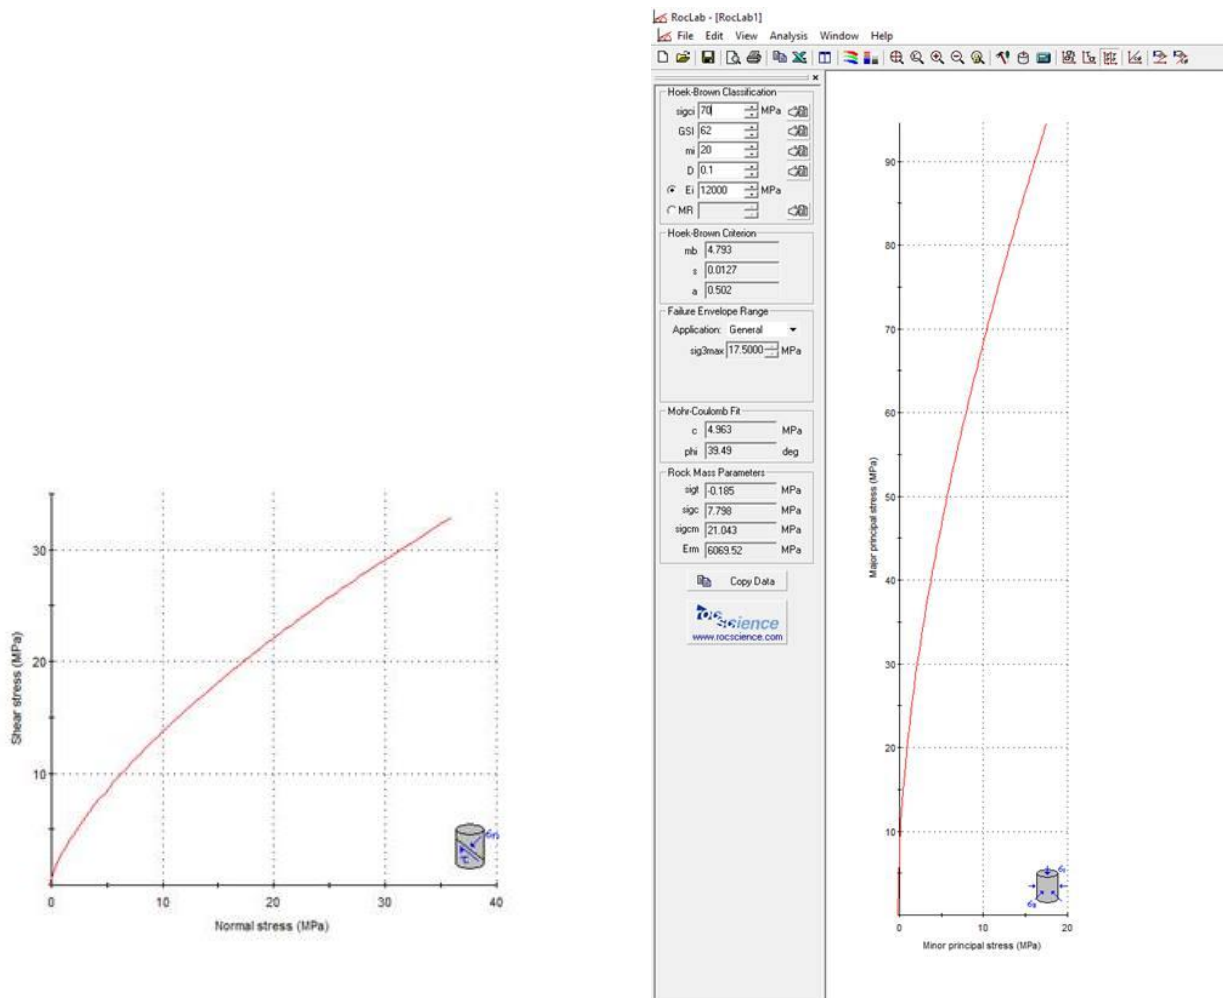 Shear stress (MPa)
30
20
10
0
10
20
30
40
Normal stress (MPa)
τ
RocLab - [RocLab1]
File Edit View Analysis Window Help
Hoek-Brown Classification
sigci 70 MPa
GSI 62
mi 20
D 0.1
Ei 12000 MPa
MR
Hoek-Brown Criterion
mb 4.793
s 0.0127
a 0.502
Failure Envelope Range
Application: General
sig3max 17.5000 MPa
Mohr-Coulomb Fit
c 4.963 MPa
phi 39.49 deg
Rock Mass Parameters
sigt -0.185 MPa
sigc 7.798 MPa
sigcm 21.043 MPa
Erm 6069.52 MPa
Copy Data
rocscience
www.rocscience.com
Major principal stress (MPa)
90
80
70
60
50
40
30
20
10
0 10 20
Minor principal stress (MPa)